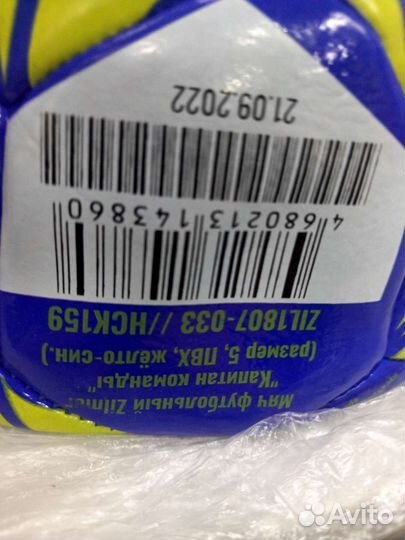 Мяч футбольный Zilmer
"Капитан команды"
(размер 5, ПВХ, жёлто-син.)
ZIL1807-033 //НСК159
4 680213 143860
21.09.2022
Avito